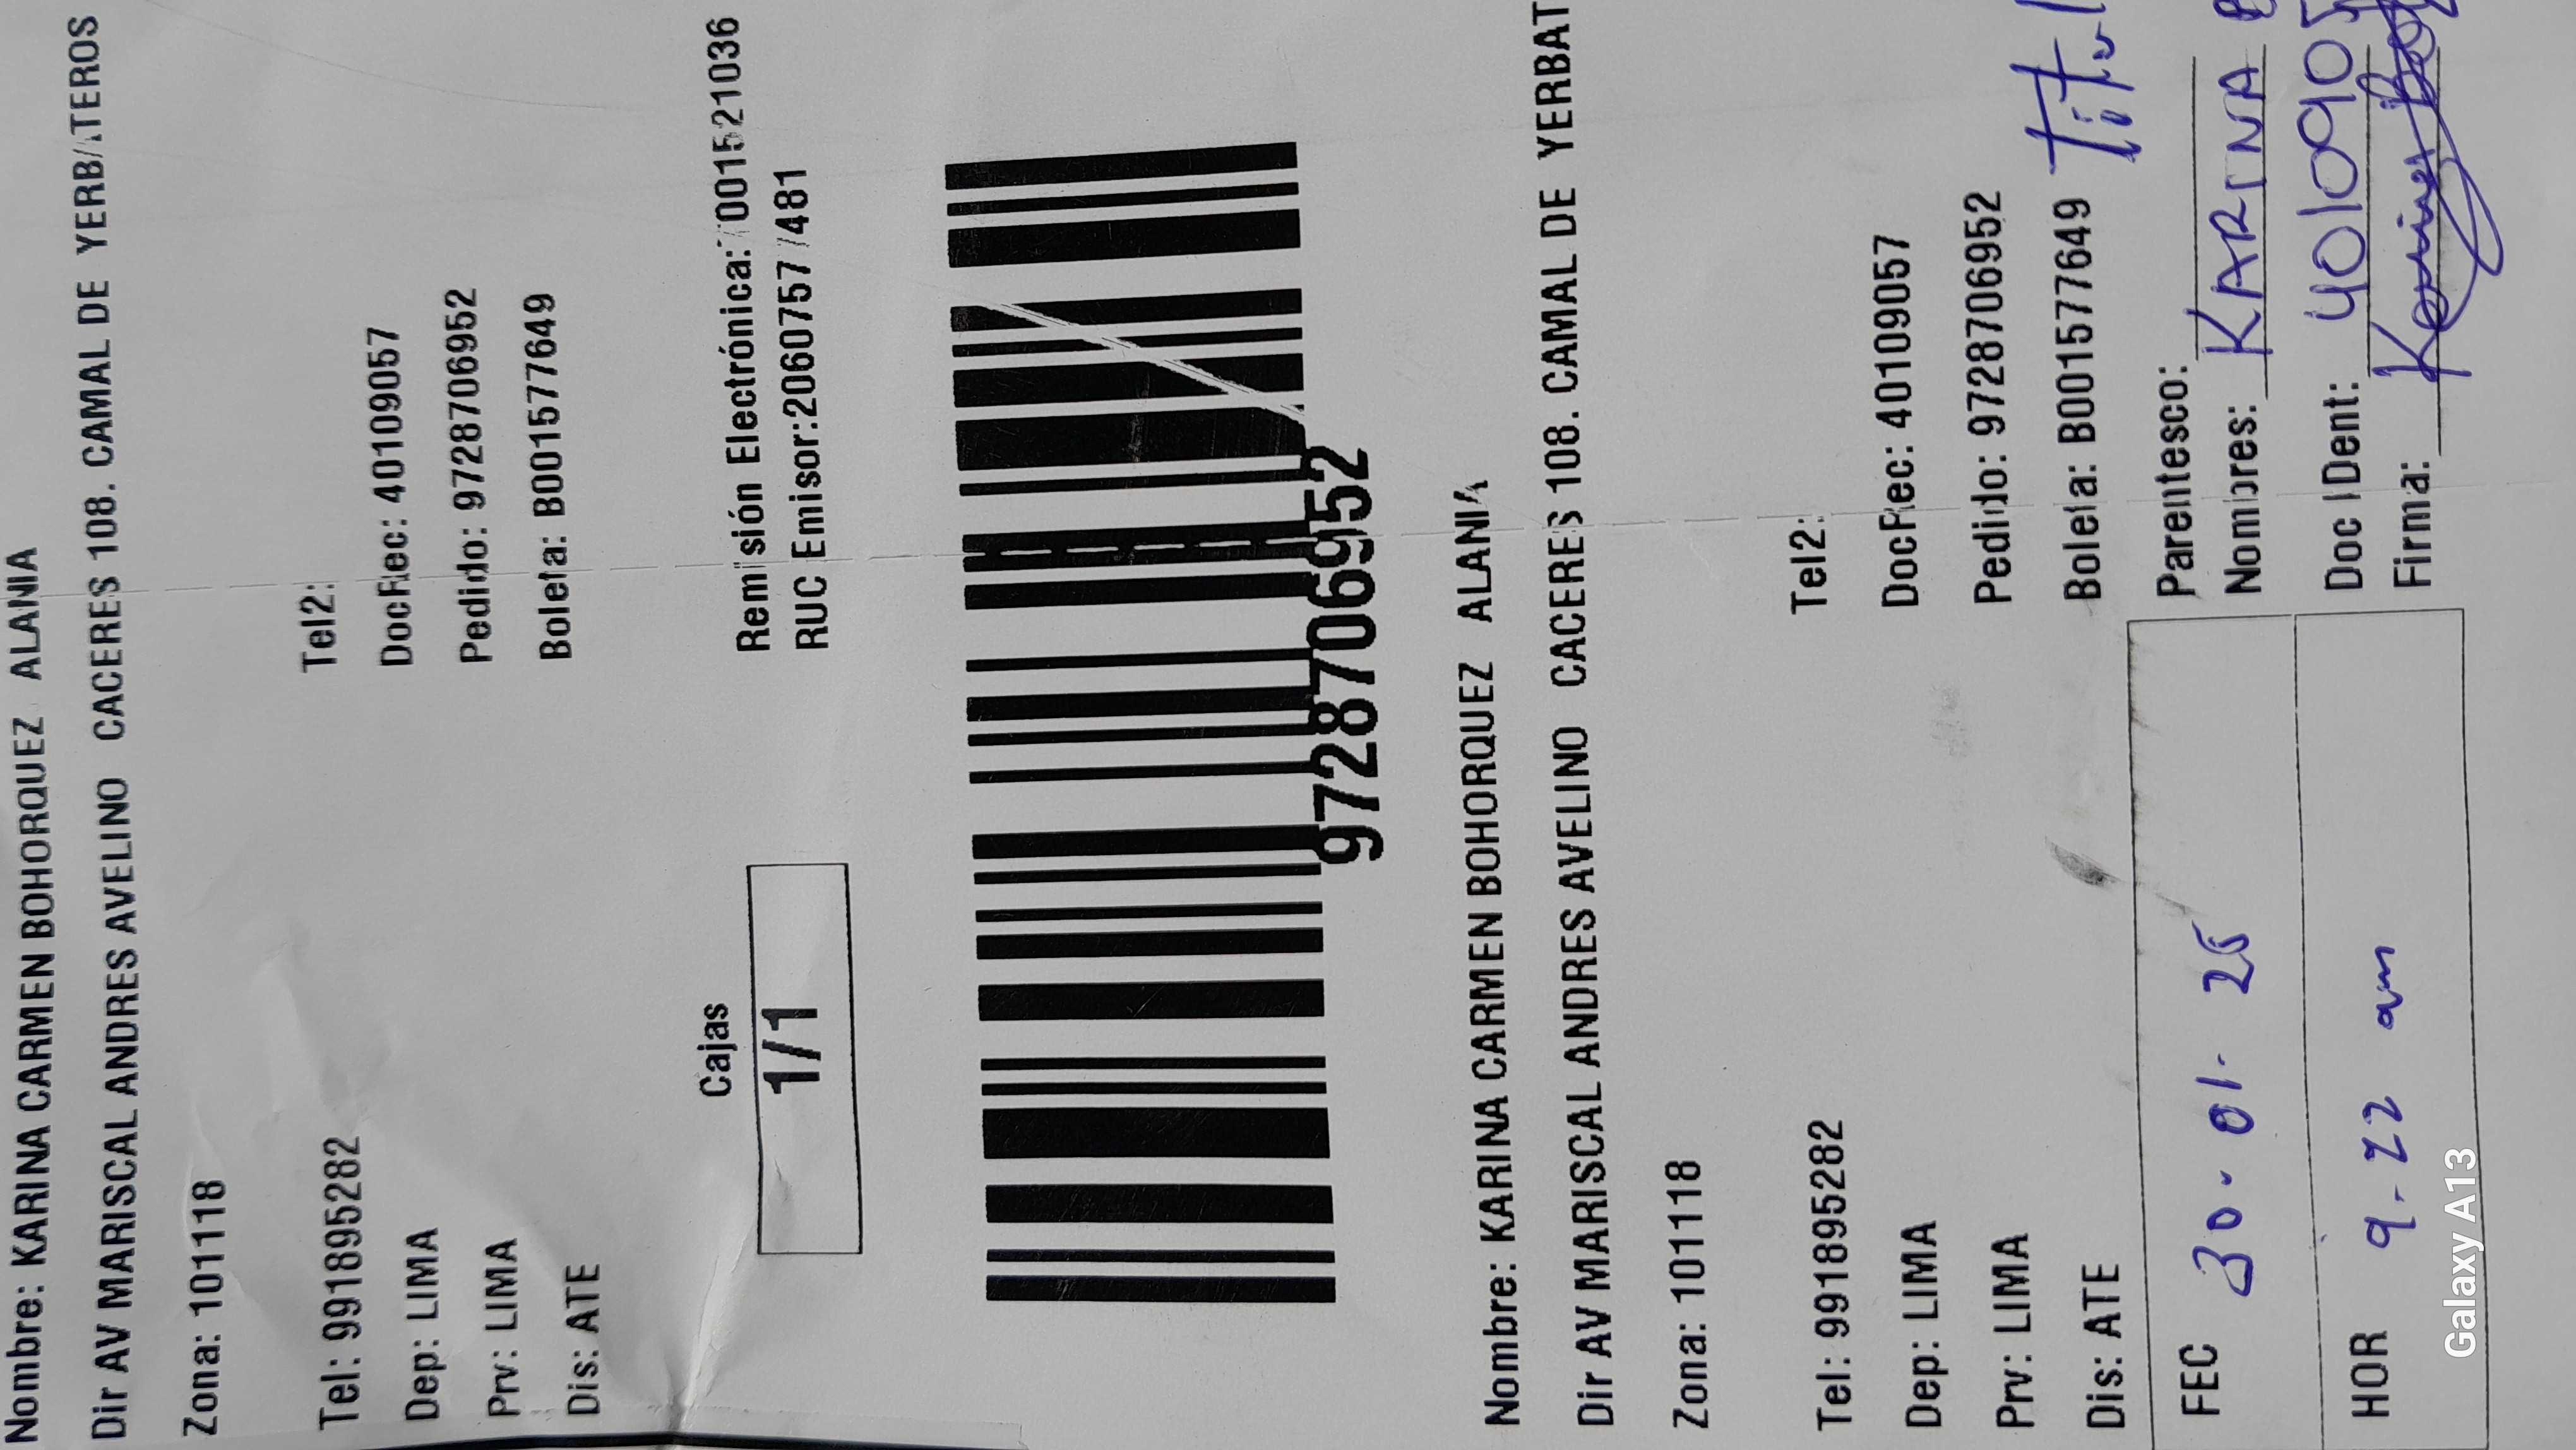 Nombre: KARINA CARMEN BOHORQUEZ ALANIA
Dir AV MARISCAL ANDRES AVELINO CACERES 108. CAMAL DE YERBATEROS
Zona: 101118
Tel: 991895282 Tel2:
Dep: LIMA DocRec: 40109057
Prv: LIMA Pedido: 9728706952
Dis: ATE Boleta: B001577649
Cajas
1/1
Remisión Electrónica: 001521036
RUC Emisor:2060757 481
9728706952
Nombre: KARINA CARMEN BOHORQUEZ ALANIA
Dir AV MARISCAL ANDRES AVELINO CACERES 108. CAMAL DE YERBAT
Zona: 101118
Tel: 991895282 Tel2:
Dep: LIMA DocRec: 40109057
Prv: LIMA Pedido: 9728706952
Dis: ATE Boleta: B001577649
FEC 30.01.25
Parentesco:
Nombres: KARINA
HOR 9.22 am
Doc IDent: 4010905
Firma:
Galaxy A13